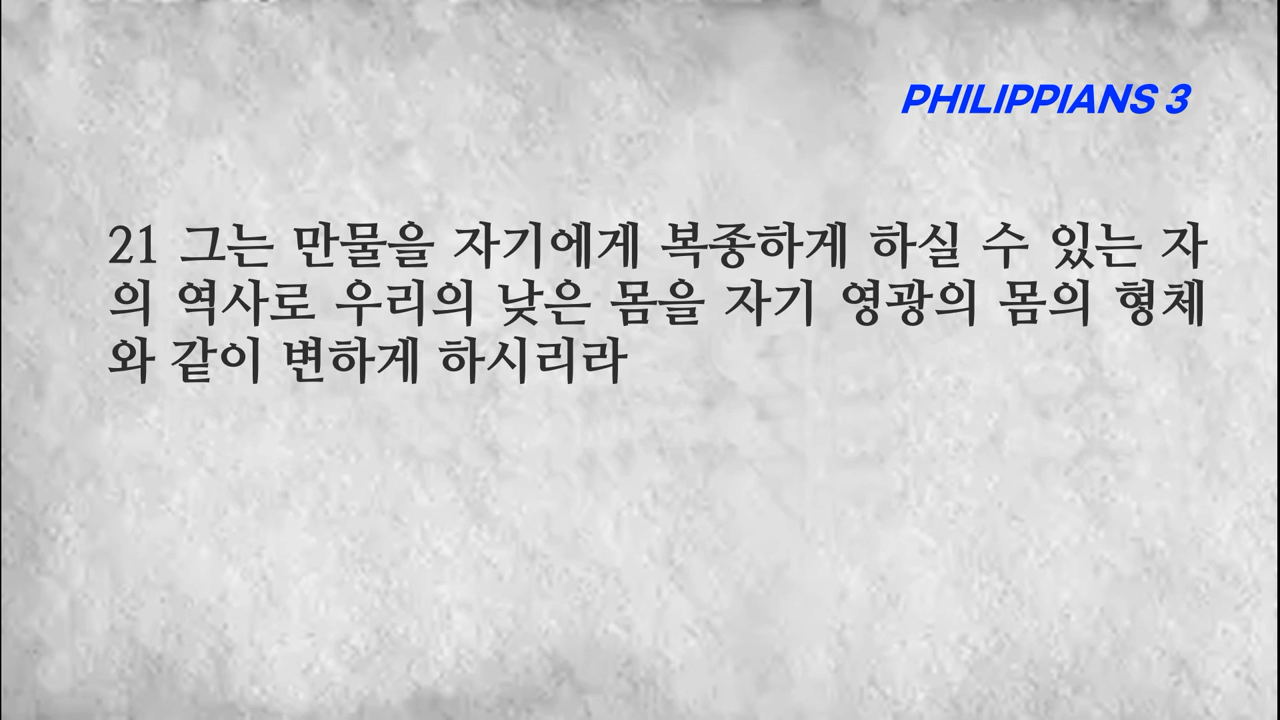 PHILIPPIANS 3
21 그는 만물을 자기에게 복종하게 하실 수 있는 자
의 역사로 우리의 낮은 몸을 자기 영광의 몸의 형체
와 같이 변하게 하시리라